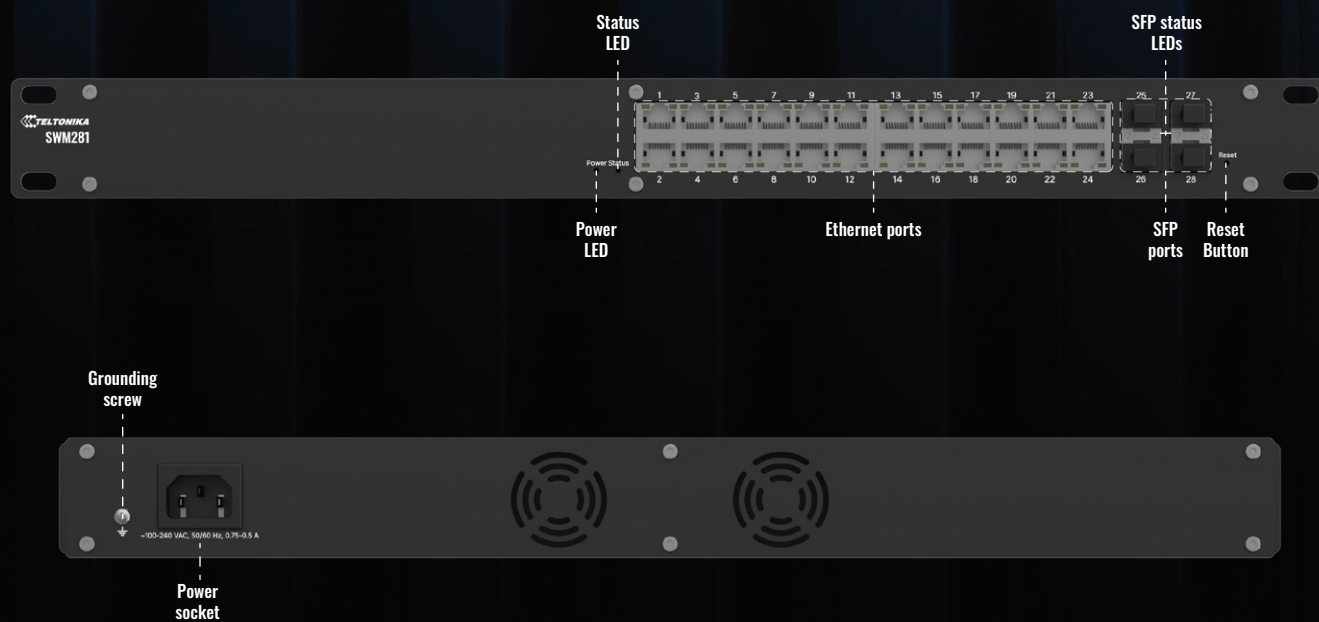 Status
LED
SFP status
LEDs
1 3 5 7 9 11 13 15 17 19 21 23 25 27
TELTONIKA
SWM281
Power Status
Reset
2 4 6 8 10 12 14 16 18 20 22 24 26 28
Power
LED
Ethernet ports
SFP
ports
Reset
Button
Grounding
screw
~100-240 VAC, 50/60 Hz, 0.75-0.5 A
Power
socket